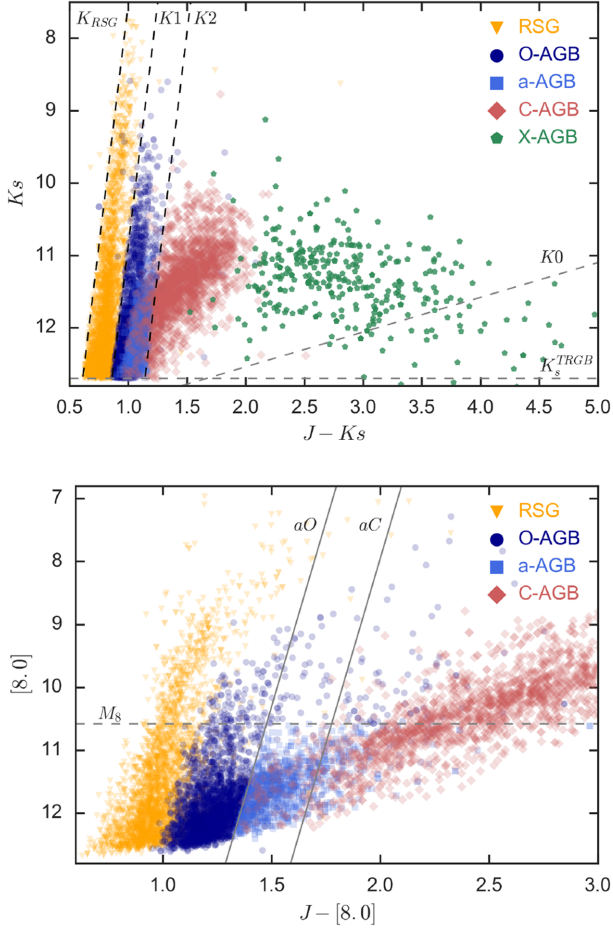 K_RSG K1 K2
RSG
O-AGB
a-AGB
C-AGB
X-AGB
8
9
10
11
12
Ks
K0
K_s^TRGB
0.5 1.0 1.5 2.0 2.5 3.0 3.5 4.0 4.5 5.0
J − Ks
aO aC
RSG
O-AGB
a-AGB
C-AGB
7
8
9
10
11
12
[8.0]
M_8
1.0 1.5 2.0 2.5 3.0
J − [8.0]